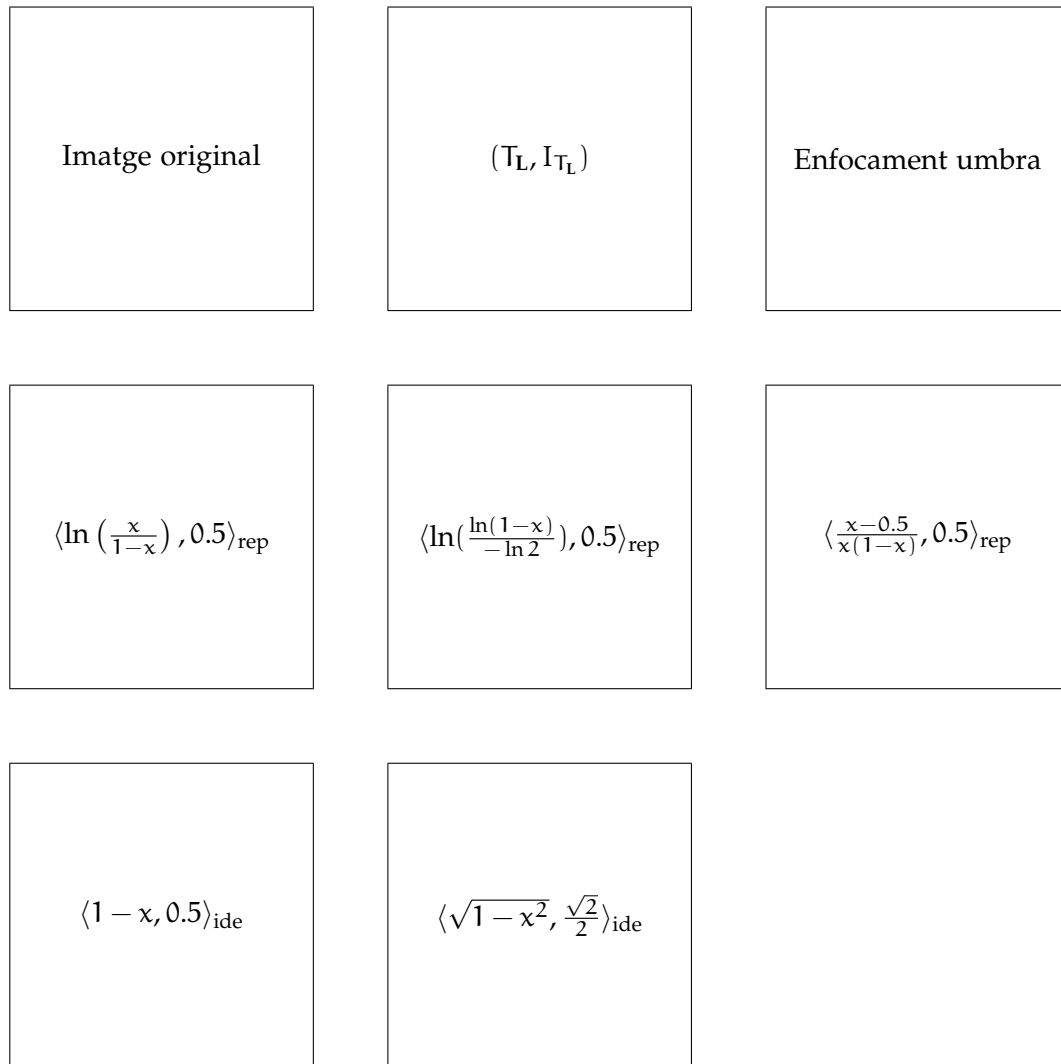 Imatge original
(T_L, I_{T_L})
Enfocament umbra
⟨ln (x/(1−x)), 0.5⟩_rep
⟨ln(ln(1−x)/(−ln 2)), 0.5⟩_rep
⟨(x−0.5)/(x(1−x)), 0.5⟩_rep
⟨1 − x, 0.5⟩_ide
⟨√(1 − x²), √2/2⟩_ide